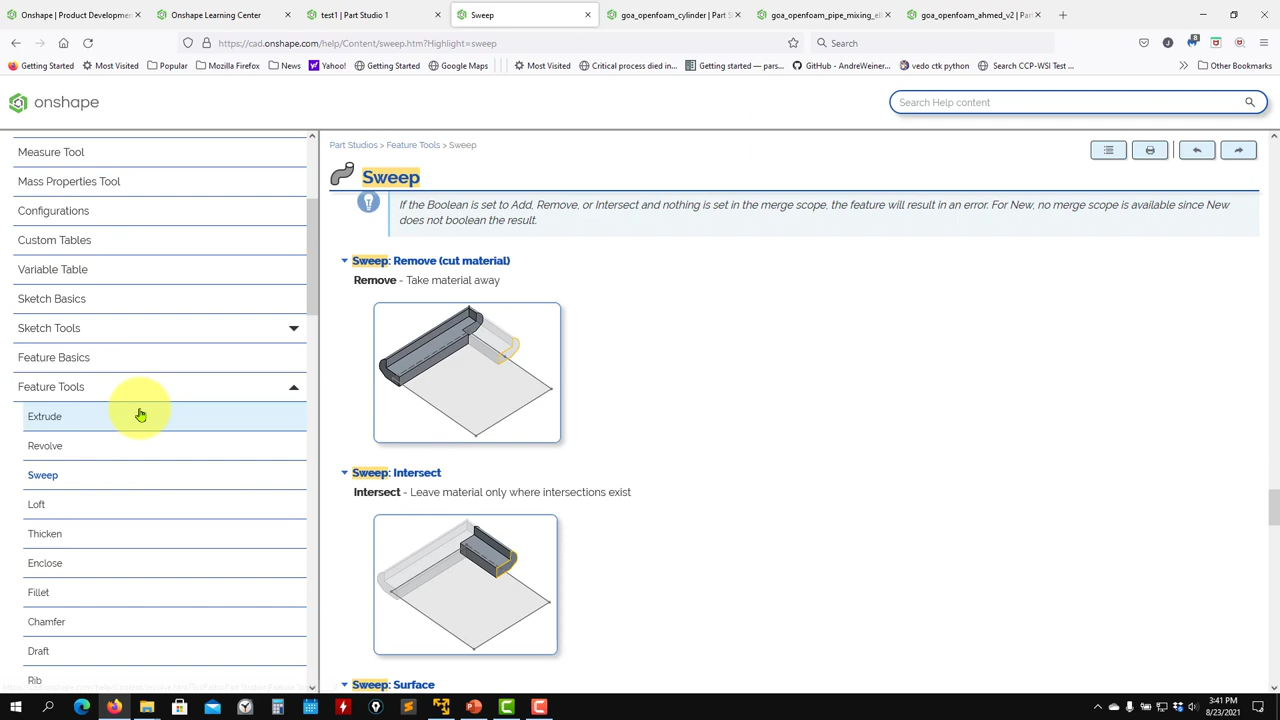 Onshape | Product Developmen
Onshape Learning Center
test1 | Part Studio 1
Sweep
goa_openfoam_cylinder | Part S
goa_openfoam_pipe_mixing_el
goa_openfoam_ahmed_v2 | Part
https://cad.onshape.com/help/Content/sweep.htm?Highlight=sweep
Search
Getting Started
Most Visited
Popular
Mozilla Firefox
News
Yahoo!
Getting Started
Google Maps
Most Visited
Critical process died in...
Getting started — pars...
GitHub - AndreWeiner...
vedo ctk python
Search CCP-WSI Test ...
Other Bookmarks
onshape
Search Help content
Measure Tool
Mass Properties Tool
Configurations
Custom Tables
Variable Table
Sketch Basics
Sketch Tools
Feature Basics
Feature Tools
Extrude
Revolve
Sweep
Loft
Thicken
Enclose
Fillet
Chamfer
Draft
Rib
Part Studios > Feature Tools > Sweep
Sweep
If the Boolean is set to Add, Remove, or Intersect and nothing is set in the merge scope, the feature will result in an error. For New, no merge scope is available since New
does not boolean the result.
Sweep: Remove (cut material)
Remove - Take material away
Sweep: Intersect
Intersect - Leave material only where intersections exist
Sweep: Surface
3:41 PM
8/23/2021